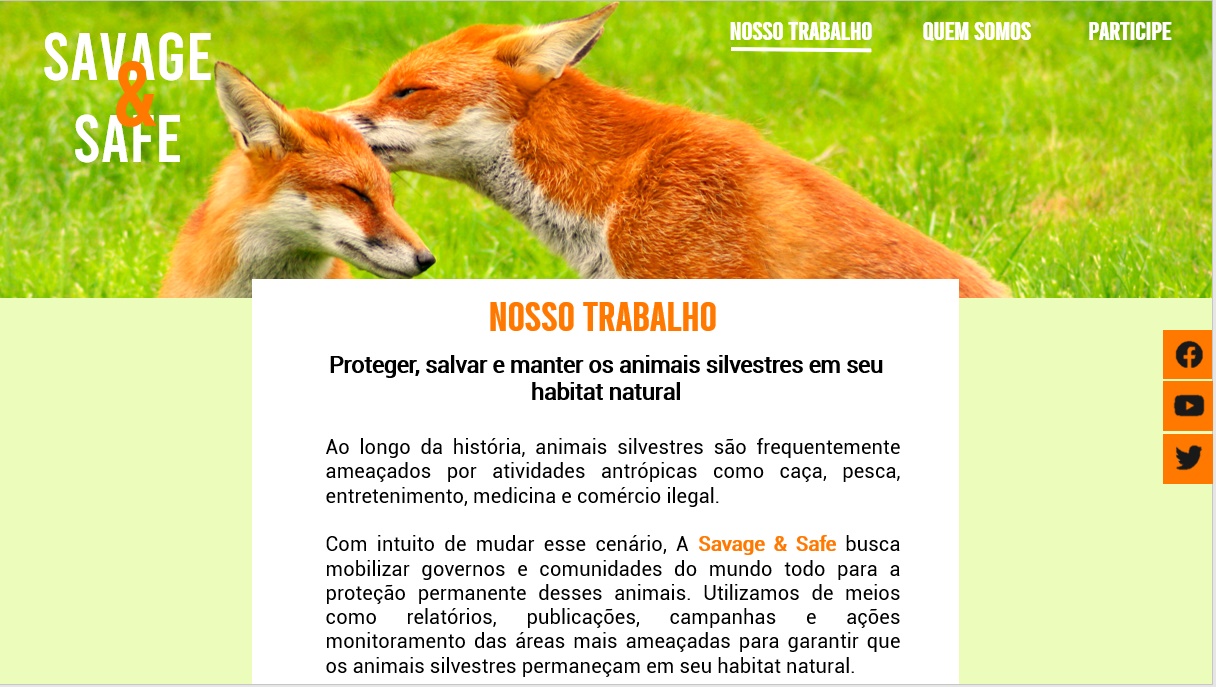 SAVAGE
&
SAFE
NOSSO TRABALHO
QUEM SOMOS
PARTICIPE
NOSSO TRABALHO
Proteger, salvar e manter os animais silvestres em seu
habitat natural
Ao longo da história, animais silvestres são frequentemente
ameaçados por atividades antrópicas como caça, pesca,
entretenimento, medicina e comércio ilegal.
Com intuito de mudar esse cenário, A Savage & Safe busca
mobilizar governos e comunidades do mundo todo para a
proteção permanente desses animais. Utilizamos de meios
como relatórios, publicações, campanhas e ações
monitoramento das áreas mais ameaçadas para garantir que
os animais silvestres permaneçam em seu habitat natural.